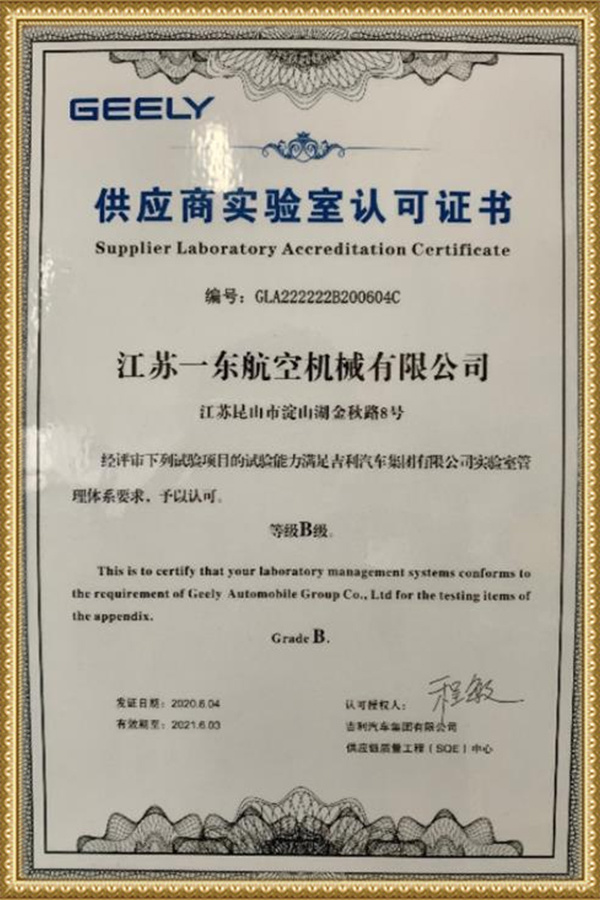 GEELY
供应商实验室认可证书
Supplier Laboratory Accreditation Certificate
编号：GLA222222B200604C
江苏一东航空机械有限公司
江苏昆山市淀山湖金秋路8号
经评审下列试验项目的试验能力满足吉利汽车集团有限公司实验室管
理体系要求，予以认可。
等级B级。
This is to certify that your laboratory management systems conforms to
the requirement of Geely Automobile Group Co., Ltd for the testing items of
the appendix.
Grade B.
发证日期：2020.6.04
有效期至：2021.6.03
认可授权人：程敏
吉利汽车集团有限公司
供应链质量工程（SQE）中心